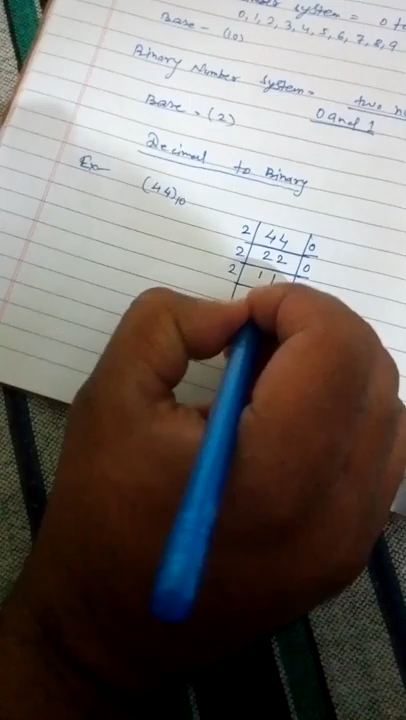 system = 0 to
0, 1, 2, 3, 4, 5, 6, 7, 8, 9
Base - (10)
Binary Number System =
two
Base = (2)
0 and 1
Decimal to Binary
Ex-
(44)10
2 | 44 | 0
2 | 22 | 0
2 | 11